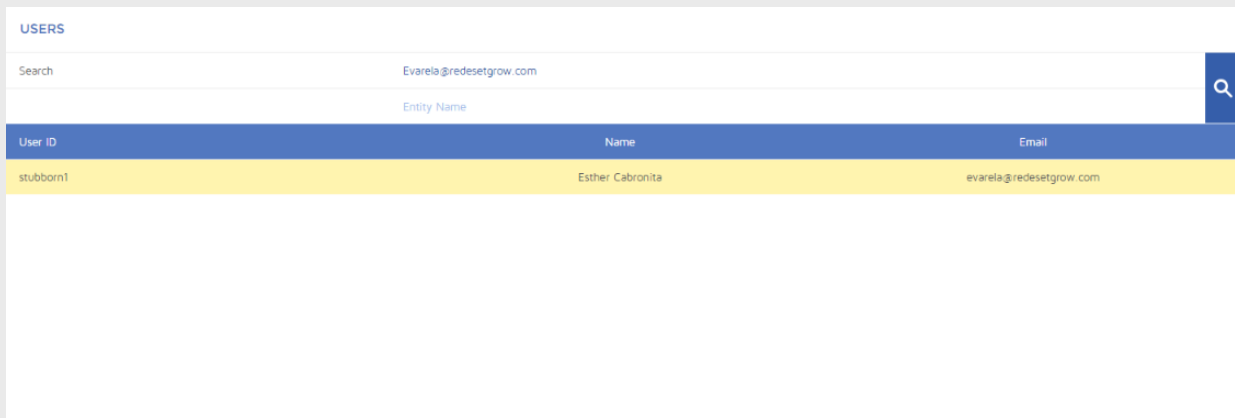 USERS
Search Evarela@redesetgrow.com
Entity Name
User ID Name Email
stubborn1 Esther Cabronita evarela@redesetgrow.com